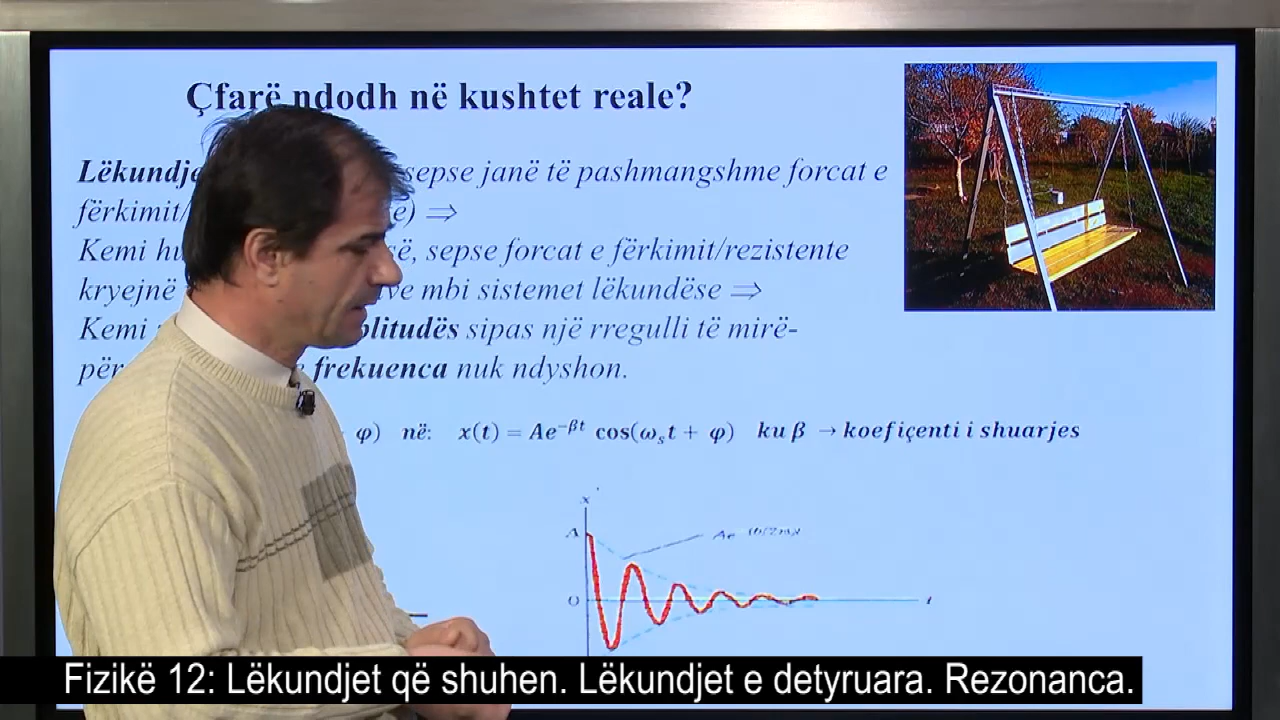 Çfarë ndodh në kushtet reale?
Lëkundje sepse janë të pashmangshme forcat e
fërkimit/ e) ⇒
Kemi hu së, sepse forcat e fërkimit/rezistente
kryejnë mbi sistemet lëkundëse ⇒
Kemi litudës sipas një rregulli të mirë-
për e frekuenca nuk ndyshon.
φ) në: x(t) = Ae^{-βt} cos(ω_s t + φ) ku β → koefiçenti i shuarjes
x
A
O
t
Fizikë 12: Lëkundjet që shuhen. Lëkundjet e detyruara. Rezonanca.